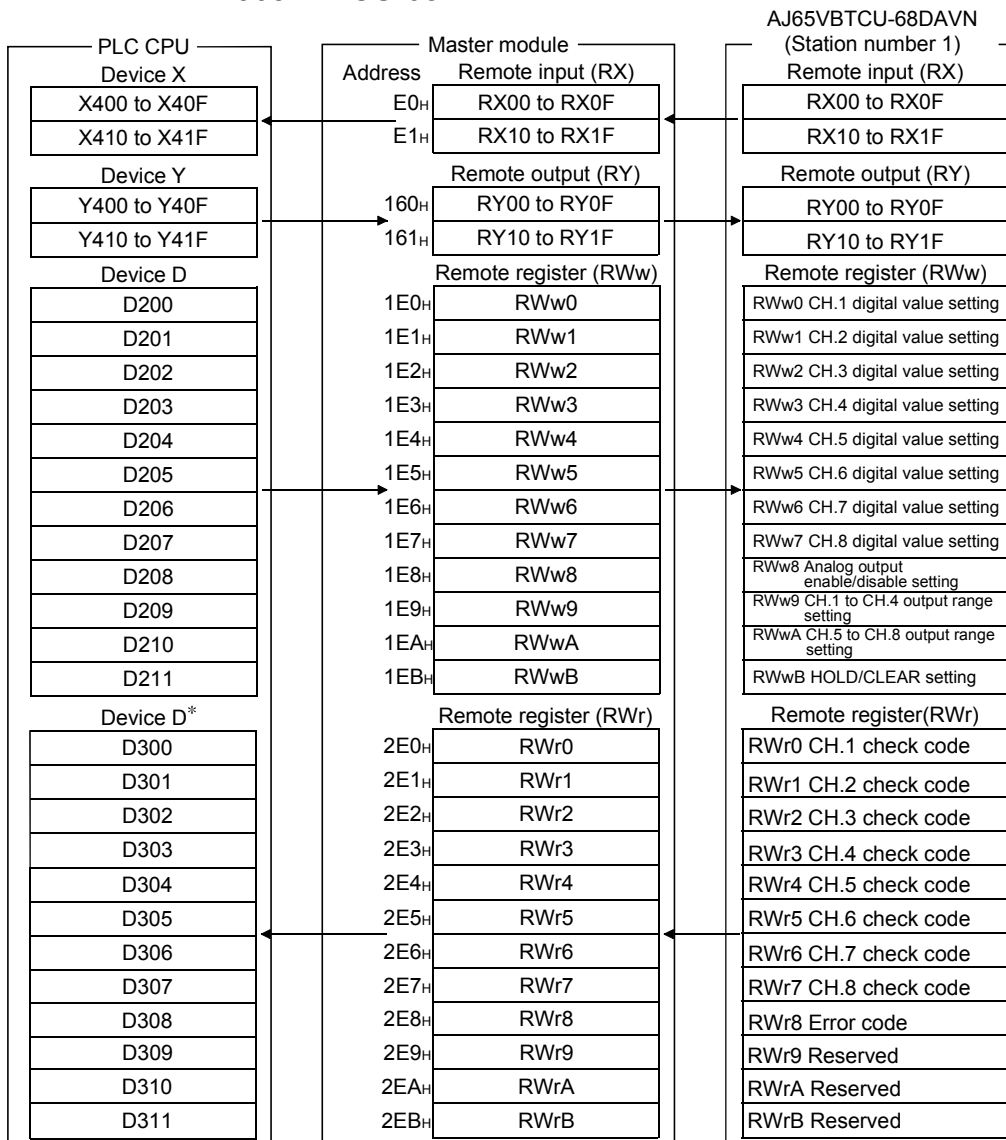 AJ65VBTCU-68DAVN
PLC CPU Master module (Station number 1)
Device X Address Remote input (RX) Remote input (RX)
X400 to X40F E0H RX00 to RX0F RX00 to RX0F
X410 to X41F E1H RX10 to RX1F RX10 to RX1F
Device Y Remote output (RY) Remote output (RY)
Y400 to Y40F 160H RY00 to RY0F RY00 to RY0F
Y410 to Y41F 161H RY10 to RY1F RY10 to RY1F
Device D Remote register (RWw) Remote register (RWw)
D200 1E0H RWw0 RWw0 CH.1 digital value setting
D201 1E1H RWw1 RWw1 CH.2 digital value setting
D202 1E2H RWw2 RWw2 CH.3 digital value setting
D203 1E3H RWw3 RWw3 CH.4 digital value setting
D204 1E4H RWw4 RWw4 CH.5 digital value setting
D205 1E5H RWw5 RWw5 CH.6 digital value setting
D206 1E6H RWw6 RWw6 CH.7 digital value setting
D207 1E7H RWw7 RWw7 CH.8 digital value setting
D208 1E8H RWw8 RWw8 Analog output
enable/disable setting
D209 1E9H RWw9 RWw9 CH.1 to CH.4 output range
setting
D210 1EAH RWwA RWwA CH.5 to CH.8 output range
setting
D211 1EBH RWwB RWwB HOLD/CLEAR setting
Device D* Remote register (RWr) Remote register(RWr)
D300 2E0H RWr0 RWr0 CH.1 check code
D301 2E1H RWr1 RWr1 CH.2 check code
D302 2E2H RWr2 RWr2 CH.3 check code
D303 2E3H RWr3 RWr3 CH.4 check code
D304 2E4H RWr4 RWr4 CH.5 check code
D305 2E5H RWr5 RWr5 CH.6 check code
D306 2E6H RWr6 RWr6 CH.7 check code
D307 2E7H RWr7 RWr7 CH.8 check code
D308 2E8H RWr8 RWr8 Error code
D309 2E9H RWr9 RWr9 Reserved
D310 2EAH RWrA RWrA Reserved
D311 2EBH RWrB RWrB Reserved